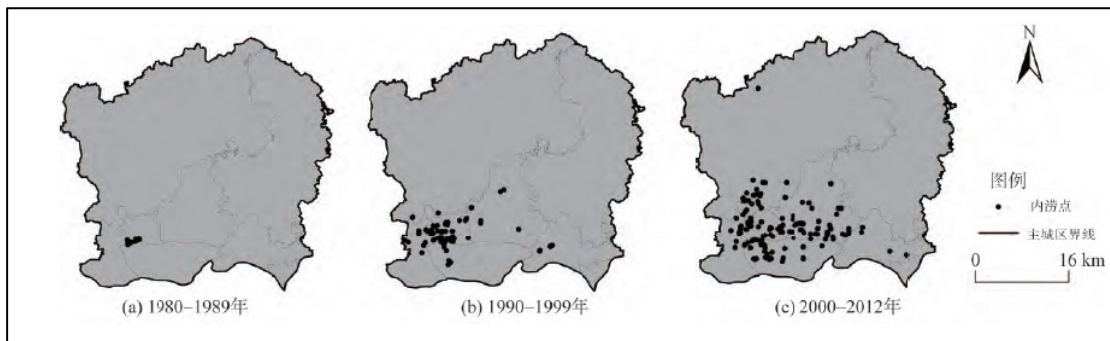 N
图例
内涝点
主城区界线
0 16 km
(a) 1980–1989年
(b) 1990–1999年
(c) 2000–2012年